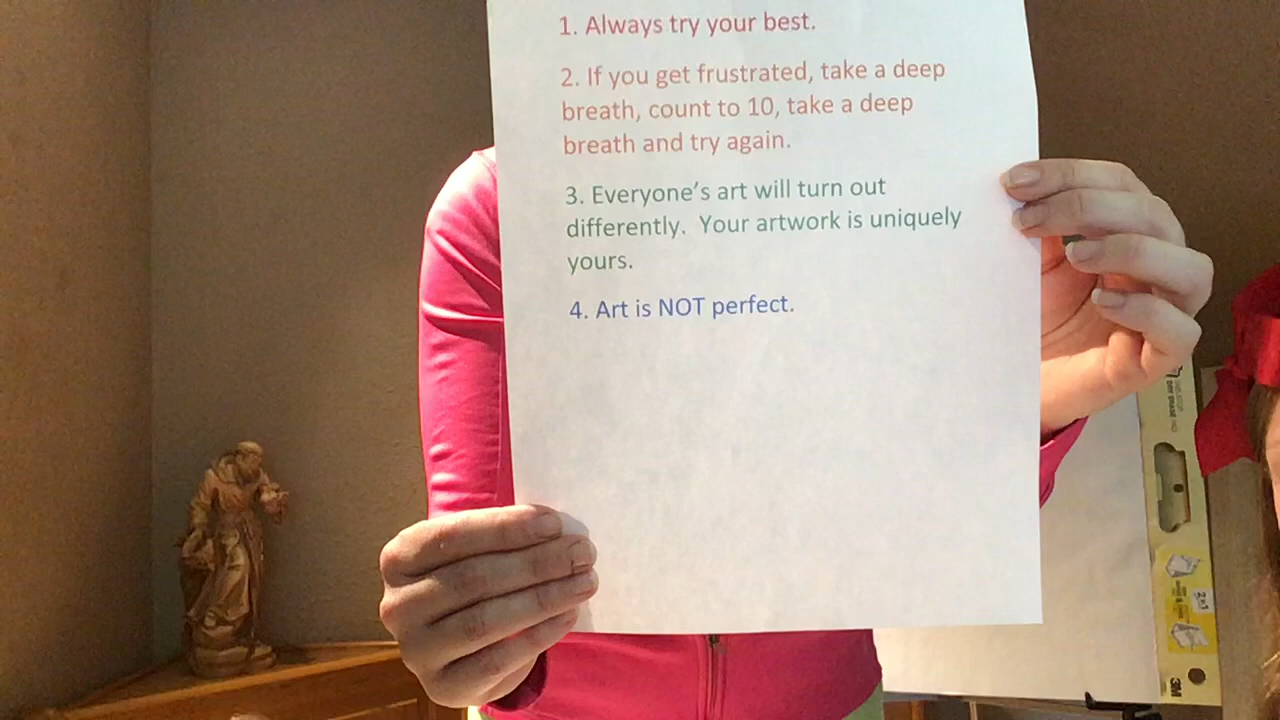 1. Always try your best.
2. If you get frustrated, take a deep
breath, count to 10, take a deep
breath and try again.
3. Everyone's art will turn out
differently.  Your artwork is uniquely
yours.
4. Art is NOT perfect.
3M